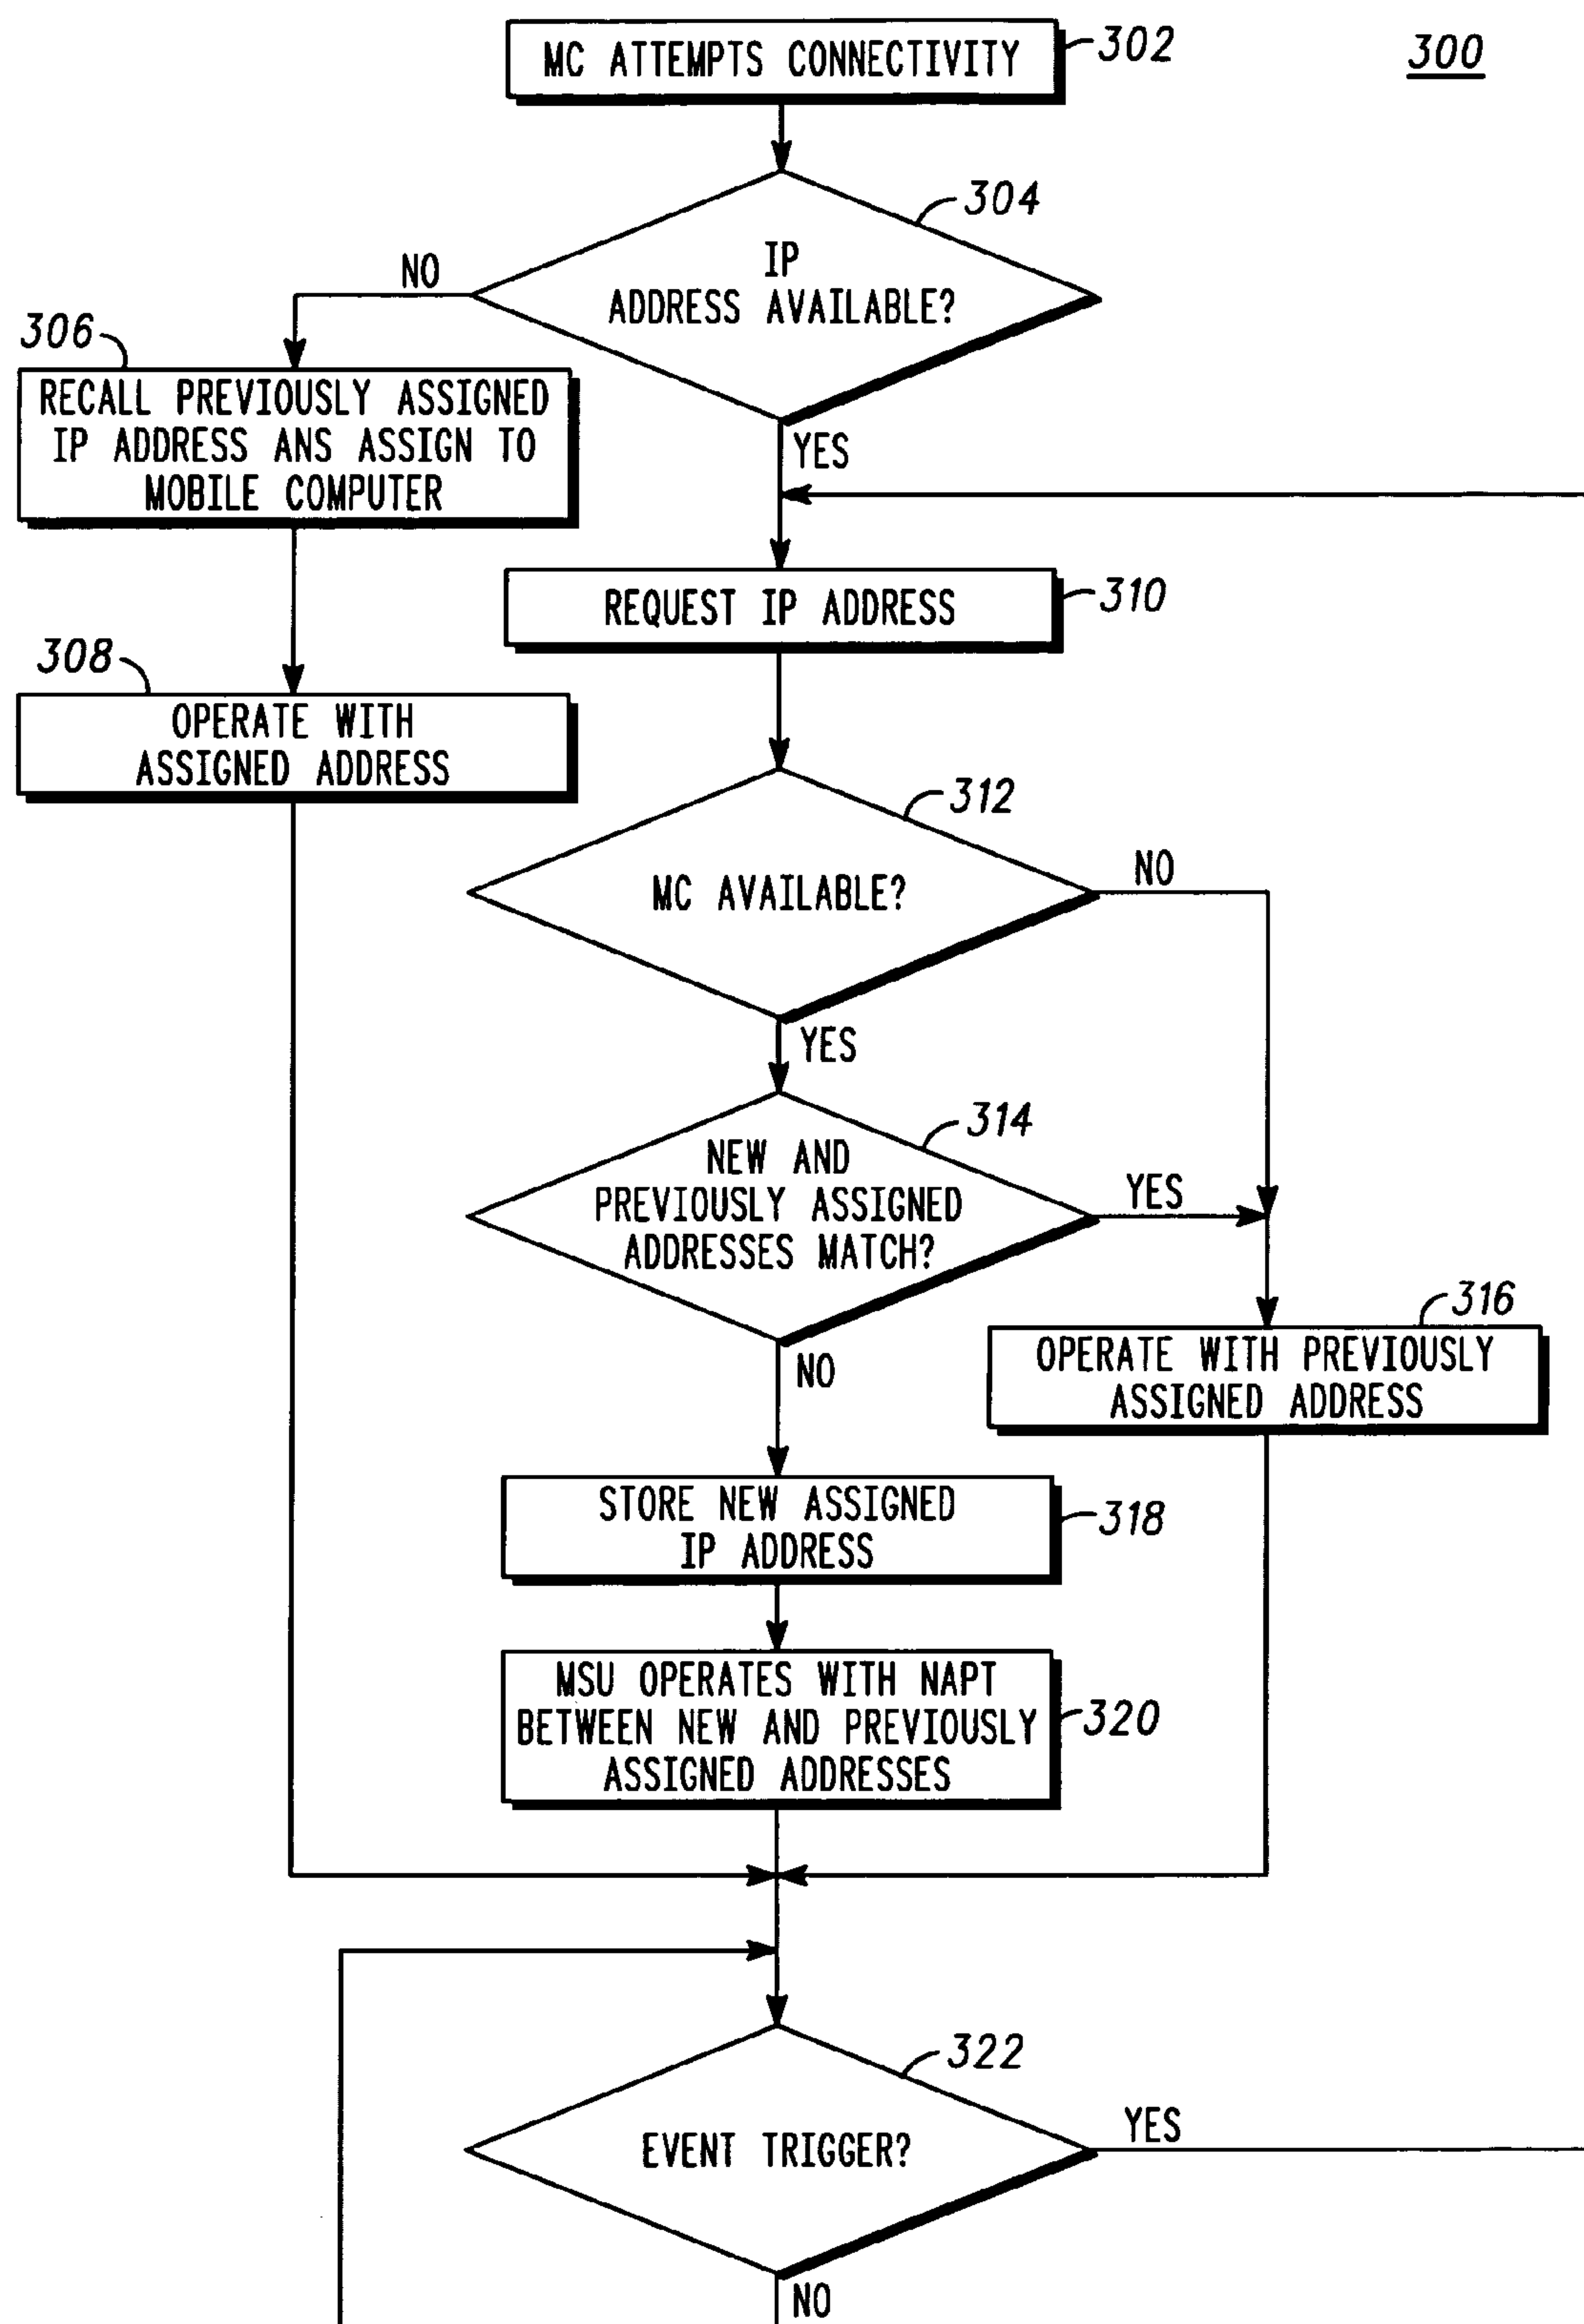 MC ATTEMPTS CONNECTIVITY
302
300
304
IP
ADDRESS AVAILABLE?
NO
306
RECALL PREVIOUSLY ASSIGNED
IP ADDRESS ANS ASSIGN TO
MOBILE COMPUTER
YES
REQUEST IP ADDRESS
310
308
OPERATE WITH
ASSIGNED ADDRESS
312
MC AVAILABLE?
NO
YES
314
NEW AND
PREVIOUSLY ASSIGNED
ADDRESSES MATCH?
YES
NO
316
OPERATE WITH PREVIOUSLY
ASSIGNED ADDRESS
STORE NEW ASSIGNED
IP ADDRESS
318
MSU OPERATES WITH NAPT
BETWEEN NEW AND PREVIOUSLY
ASSIGNED ADDRESSES
320
322
EVENT TRIGGER?
YES
NO